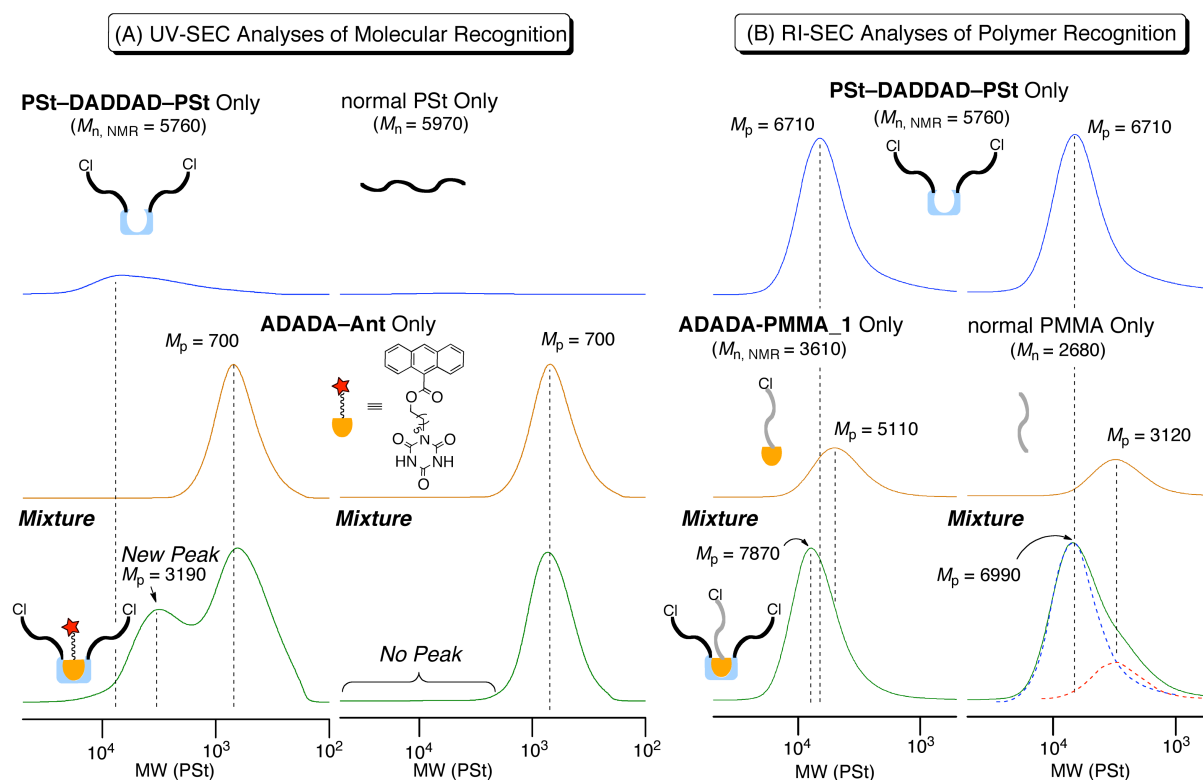 (A) UV-SEC Analyses of Molecular Recognition
PSt–DADDAD–PSt Only
(Mn, NMR = 5760)
Cl
Cl
normal PSt Only
(Mn = 5970)
ADADA–Ant Only
Mp = 700
Mp = 700
O
O
5
N
O
O
HN
NH
O
Mixture
New Peak
Mp = 3190
Cl
Cl
Mixture
No Peak
10^4
10^3
10^2
MW (PSt)
10^4
10^3
10^2
MW (PSt)
(B) RI-SEC Analyses of Polymer Recognition
PSt–DADDAD–PSt Only
(Mn, NMR = 5760)
Mp = 6710
Mp = 6710
Cl
Cl
ADADA-PMMA_1 Only
(Mn, NMR = 3610)
Cl
Mp = 5110
normal PMMA Only
(Mn = 2680)
Mp = 3120
Mixture
Mp = 7870
Cl
Cl
Cl
Mixture
Mp = 6990
10^4
10^3
MW (PSt)
10^4
10^3
MW (PSt)